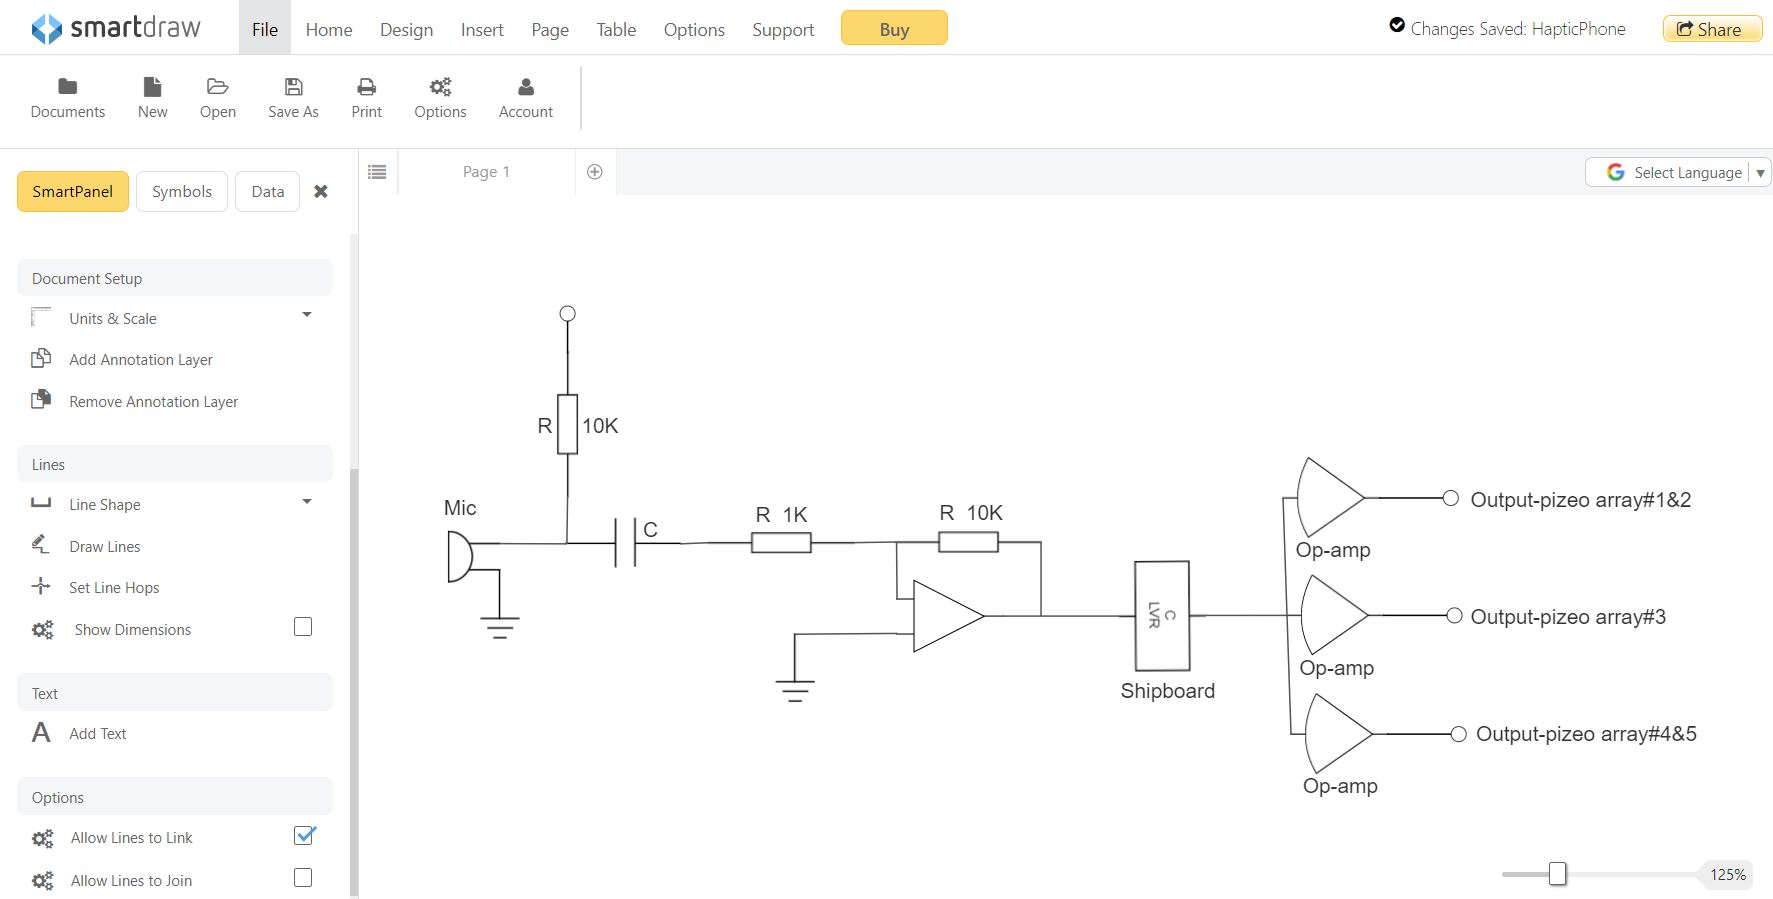 smartdraw
File Home Design Insert Page Table Options Support Buy
Changes Saved: HapticPhone
Share
Documents New Open Save As Print Options Account
SmartPanel Symbols Data
Page 1
Select Language
Document Setup
Units & Scale
Add Annotation Layer
Remove Annotation Layer
Lines
Line Shape
Draw Lines
Set Line Hops
Show Dimensions
Text
A Add Text
Options
Allow Lines to Link
Allow Lines to Join
R 10K
Mic
C
R 1K
R 10K
C
LVR
Shipboard
Output-pizeo array#1&2
Op-amp
Output-pizeo array#3
Op-amp
Output-pizeo array#4&5
Op-amp
125%